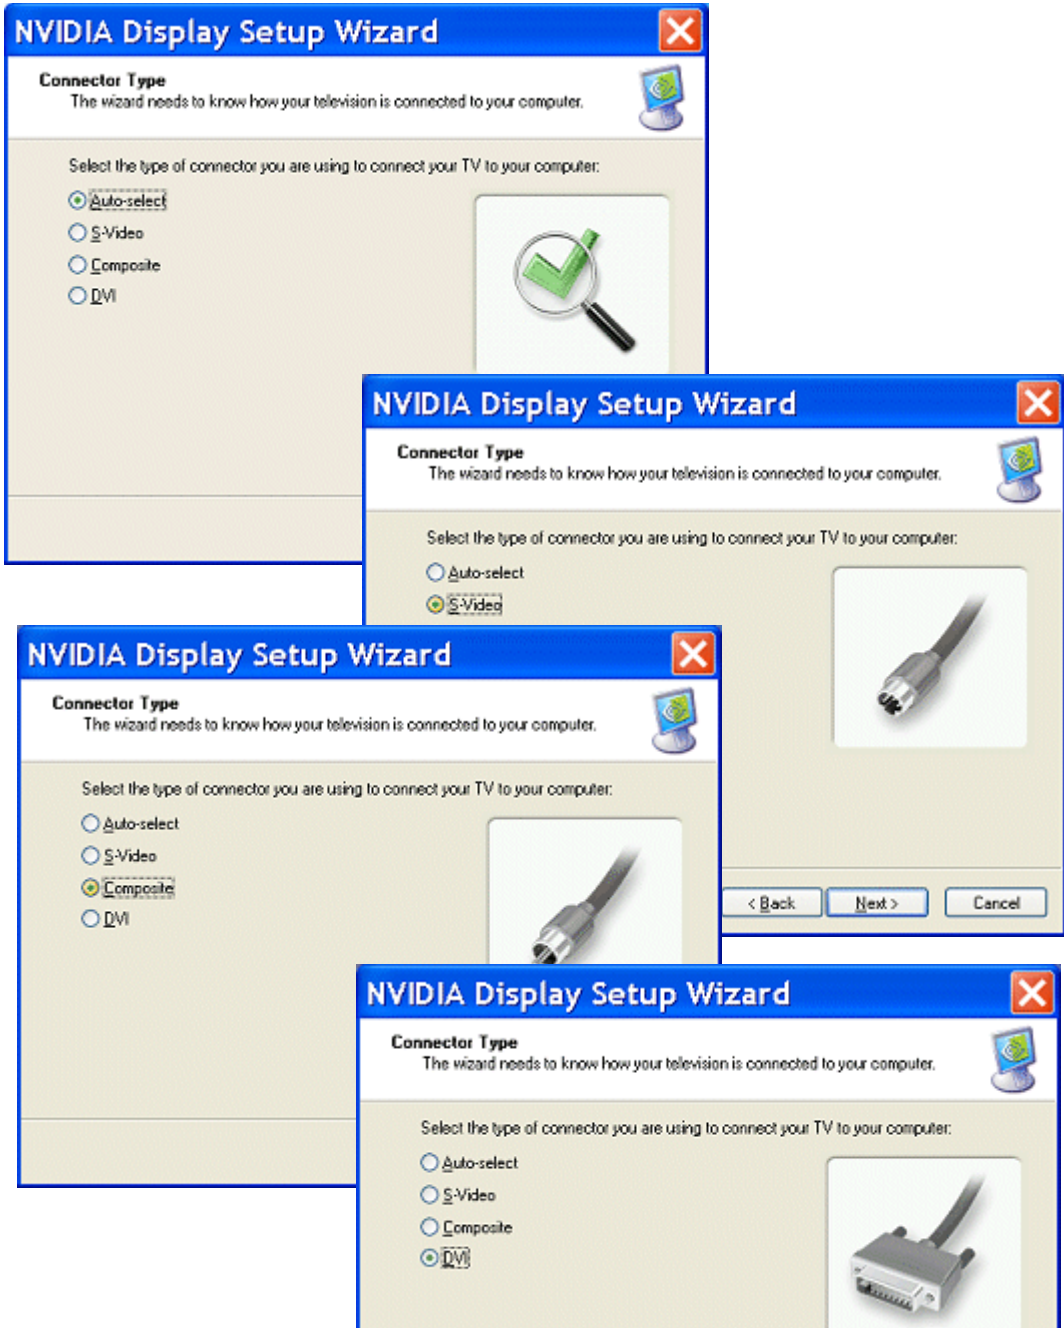 NVIDIA Display Setup Wizard
Connector Type
The wizard needs to know how your television is connected to your computer.
Select the type of connector you are using to connect your TV to your computer:
Auto-select
S-Video
Composite
DVI
NVIDIA Display Setup Wizard
Connector Type
The wizard needs to know how your television is connected to your computer.
Select the type of connector you are using to connect your TV to your computer:
Auto-select
S-Video
< Back Next > Cancel
NVIDIA Display Setup Wizard
Connector Type
The wizard needs to know how your television is connected to your computer.
Select the type of connector you are using to connect your TV to your computer:
Auto-select
S-Video
Composite
DVI
NVIDIA Display Setup Wizard
Connector Type
The wizard needs to know how your television is connected to your computer.
Select the type of connector you are using to connect your TV to your computer:
Auto-select
S-Video
Composite
DVI